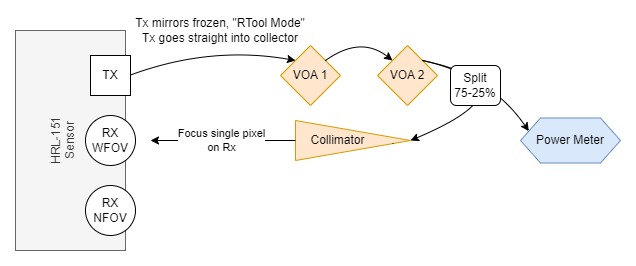 Tx mirrors frozen, "RTool Mode"
Tx goes straight into collector
TX
VOA 1
VOA 2
Split
75-25%
HRL-151
Sensor
RX
WFOV
Focus single pixel
on Rx
Collimator
Power Meter
RX
NFOV